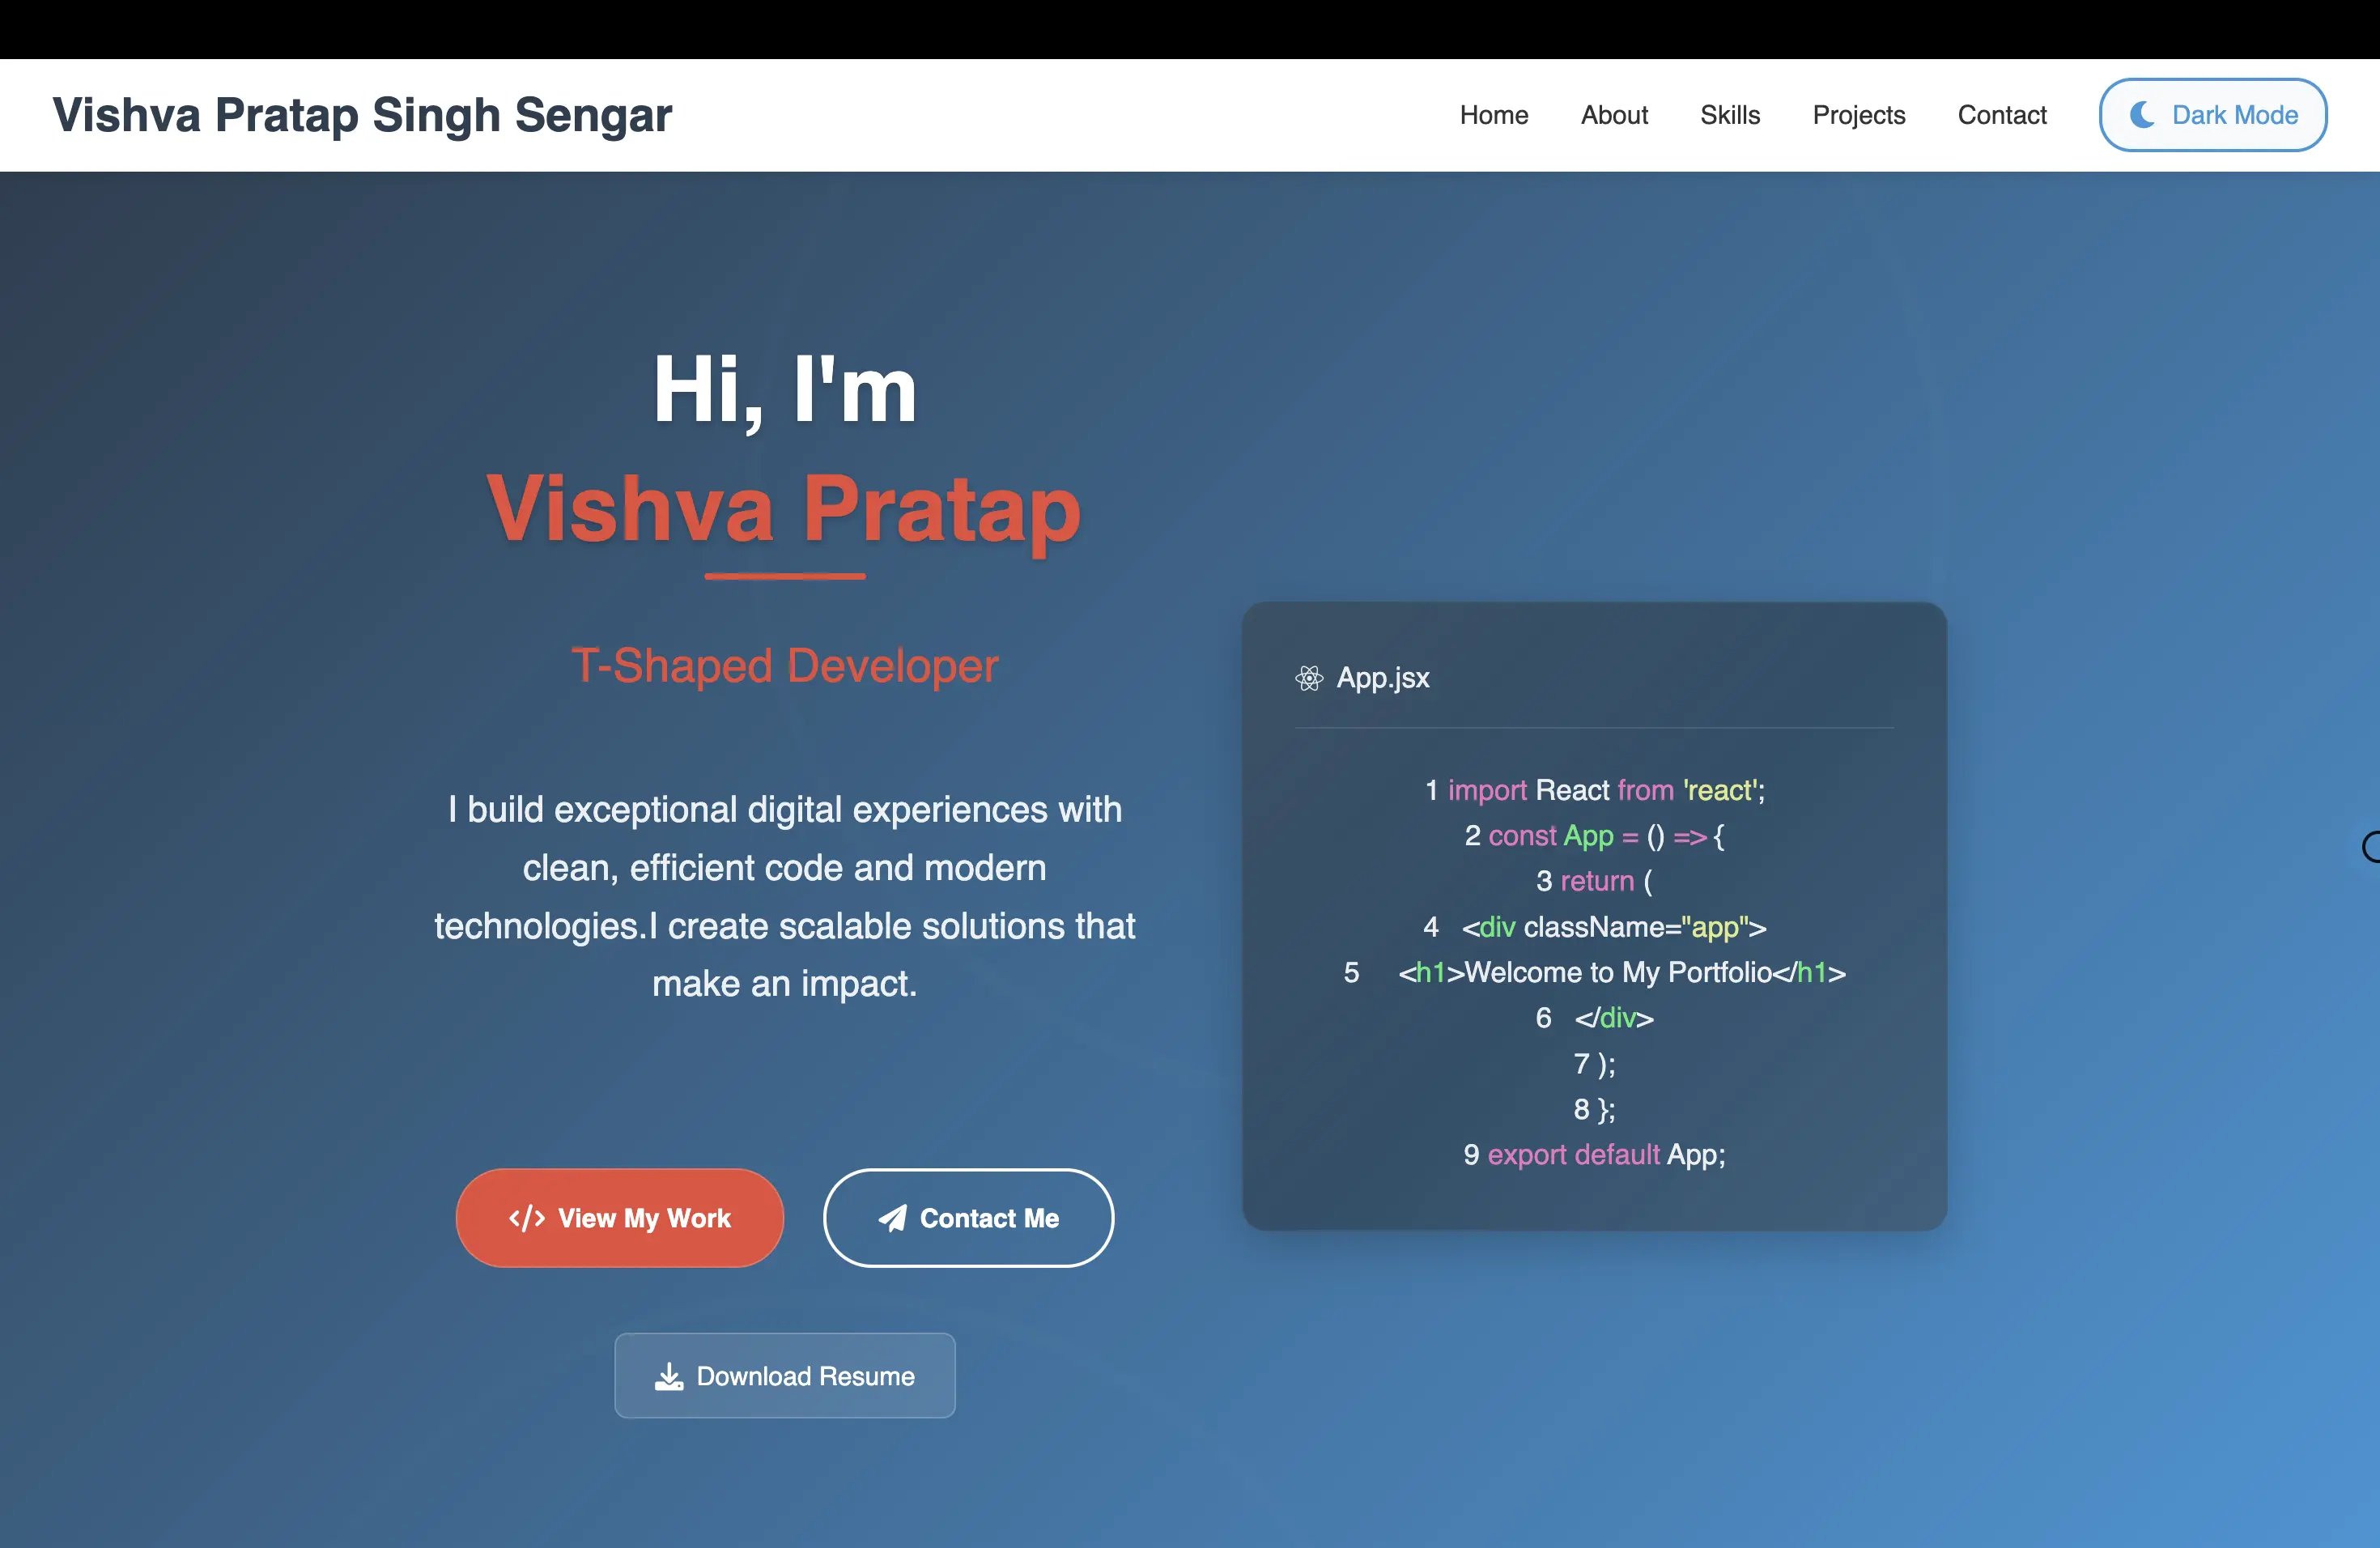 Vishva Pratap Singh Sengar
Home About Skills Projects Contact Dark Mode
Hi, I'm
Vishva Pratap
T-Shaped Developer
I build exceptional digital experiences with
clean, efficient code and modern
technologies.I create scalable solutions that
make an impact.
</> View My Work
Contact Me
Download Resume
App.jsx
1 import React from 'react';
2 const App = () => {
3 return (
4 <div className="app">
5 <h1>Welcome to My Portfolio</h1>
6 </div>
7 );
8 };
9 export default App;